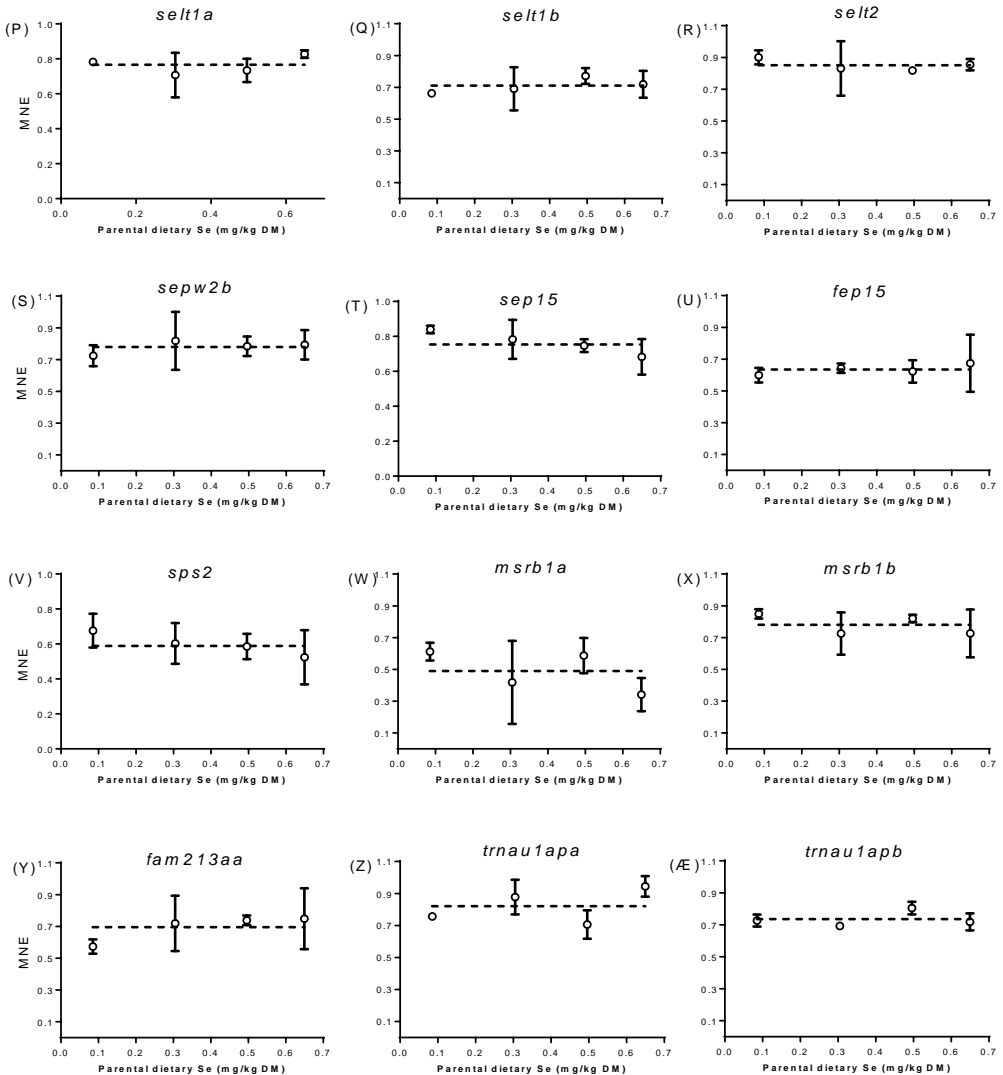 (P)
selt1a
MNE
1.0
0.8
0.6
0.4
0.2
0.0
0.0 0.2 0.4 0.6
Parental dietary Se (mg/kg DM)
(Q)
selt1b
1.1
0.9
0.7
0.5
0.3
0.1
0.0 0.1 0.2 0.3 0.4 0.5 0.6 0.7
Parental dietary Se (mg/kg DM)
(R)
selt2
1.1
0.9
0.7
0.5
0.3
0.1
0.0 0.1 0.2 0.3 0.4 0.5 0.6 0.7
Parental dietary Se (mg/kg DM)
(S)
sepw2b
MNE
1.1
0.9
0.7
0.5
0.3
0.1
0.0 0.1 0.2 0.3 0.4 0.5 0.6 0.7
Parental dietary Se (mg/kg DM)
(T)
sep15
1.0
0.8
0.6
0.4
0.2
0.0
0.0 0.1 0.2 0.3 0.4 0.5 0.6 0.7
Parental dietary Se (mg/kg DM)
(U)
fep15
1.1
0.9
0.7
0.5
0.3
0.1
0.0 0.1 0.2 0.3 0.4 0.5 0.6 0.7
Parental dietary Se (mg/kg DM)
(V)
sps2
MNE
1.0
0.8
0.6
0.4
0.2
0.0
0.0 0.1 0.2 0.3 0.4 0.5 0.6 0.7
Parental dietary Se (mg/kg DM)
(W)
msrb1a
1.1
0.9
0.7
0.5
0.3
0.1
0.0 0.1 0.2 0.3 0.4 0.5 0.6 0.7
Parental dietary Se (mg/kg DM)
(X)
msrb1b
1.1
0.9
0.7
0.5
0.3
0.1
0.0 0.1 0.2 0.3 0.4 0.5 0.6 0.7
Parental dietary Se (mg/kg DM)
(Y)
fam213aa
MNE
1.1
0.9
0.7
0.5
0.3
0.1
0.0 0.1 0.2 0.3 0.4 0.5 0.6 0.7
Parental dietary Se (mg/kg DM)
(Z)
trnau1apa
1.1
0.9
0.7
0.5
0.3
0.1
0.0 0.1 0.2 0.3 0.4 0.5 0.6 0.7
Parental dietary Se (mg/kg DM)
(Æ)
trnau1apb
1.1
0.9
0.7
0.5
0.3
0.1
0.0 0.1 0.2 0.3 0.4 0.5 0.6 0.7
Parental dietary Se (mg/kg DM)